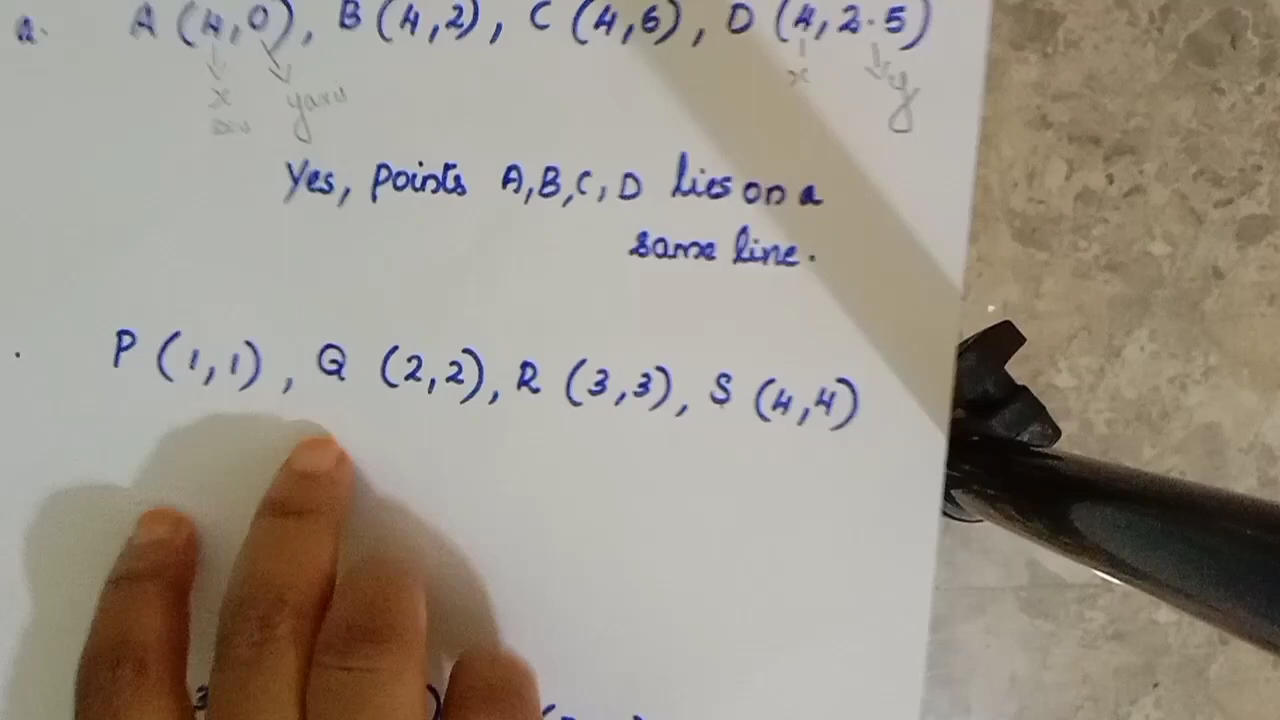 a. A (4,0), B (4,2), C (4,6), D (4,2.5)
x y axis x y
axis
Yes, points A,B,C,D lies on a
same line.
. P (1,1), Q (2,2), R (3,3), S (4,4)